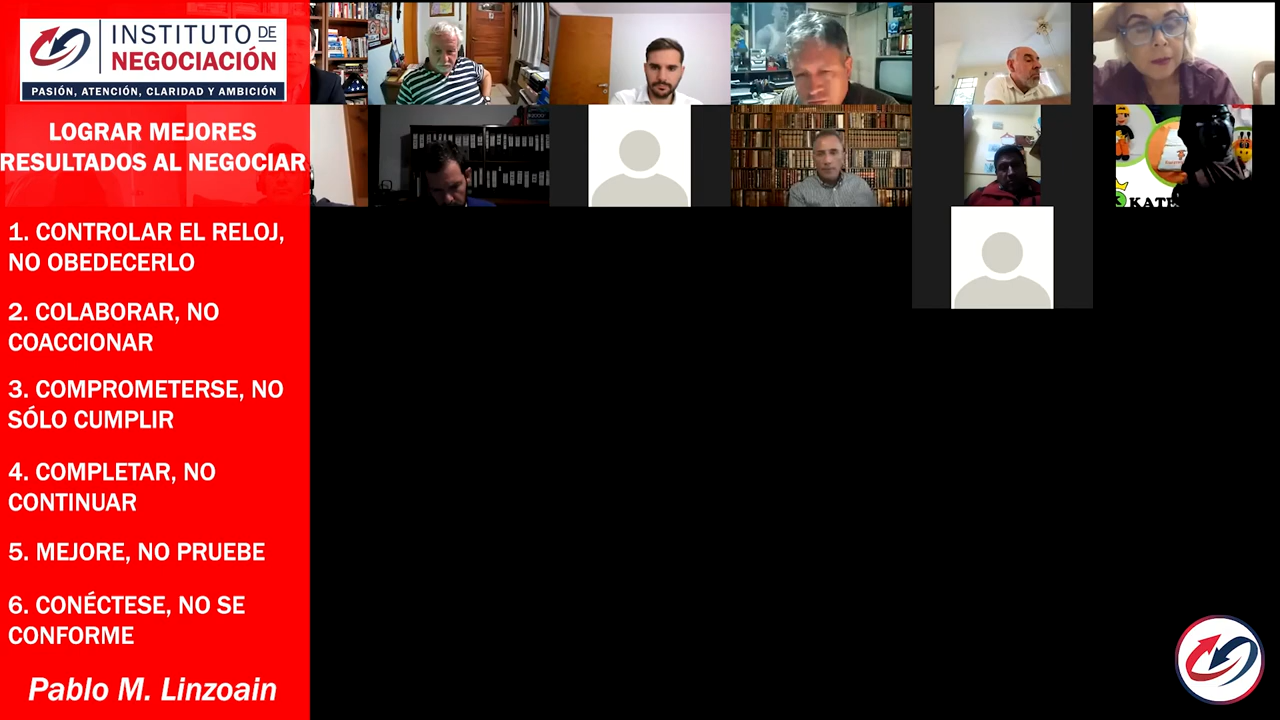 INSTITUTO DE
NEGOCIACIÓN
PASIÓN, ATENCIÓN, CLARIDAD Y AMBICIÓN
LOGRAR MEJORES
RESULTADOS AL NEGOCIAR
1. CONTROLAR EL RELOJ,
NO OBEDECERLO
2. COLABORAR, NO
COACCIONAR
3. COMPROMETERSE, NO
SÓLO CUMPLIR
4. COMPLETAR, NO
CONTINUAR
5. MEJORE, NO PRUEBE
6. CONÉCTESE, NO SE
CONFORME
Pablo M. Linzoain